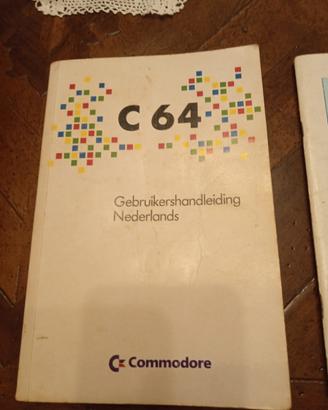 C 64
Gebruikershandleiding
Nederlands
Commodore